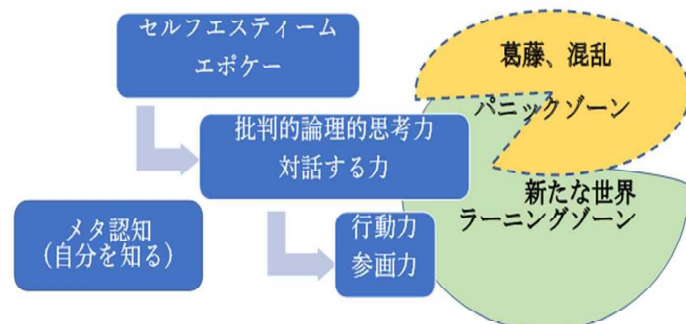 セルフエスティーム
エポケー
批判的論理的思考力
対話する力
行動力
参画力
メタ認知
(自分を知る)
葛藤、混乱
パニックゾーン
新たな世界
ラーニングゾーン